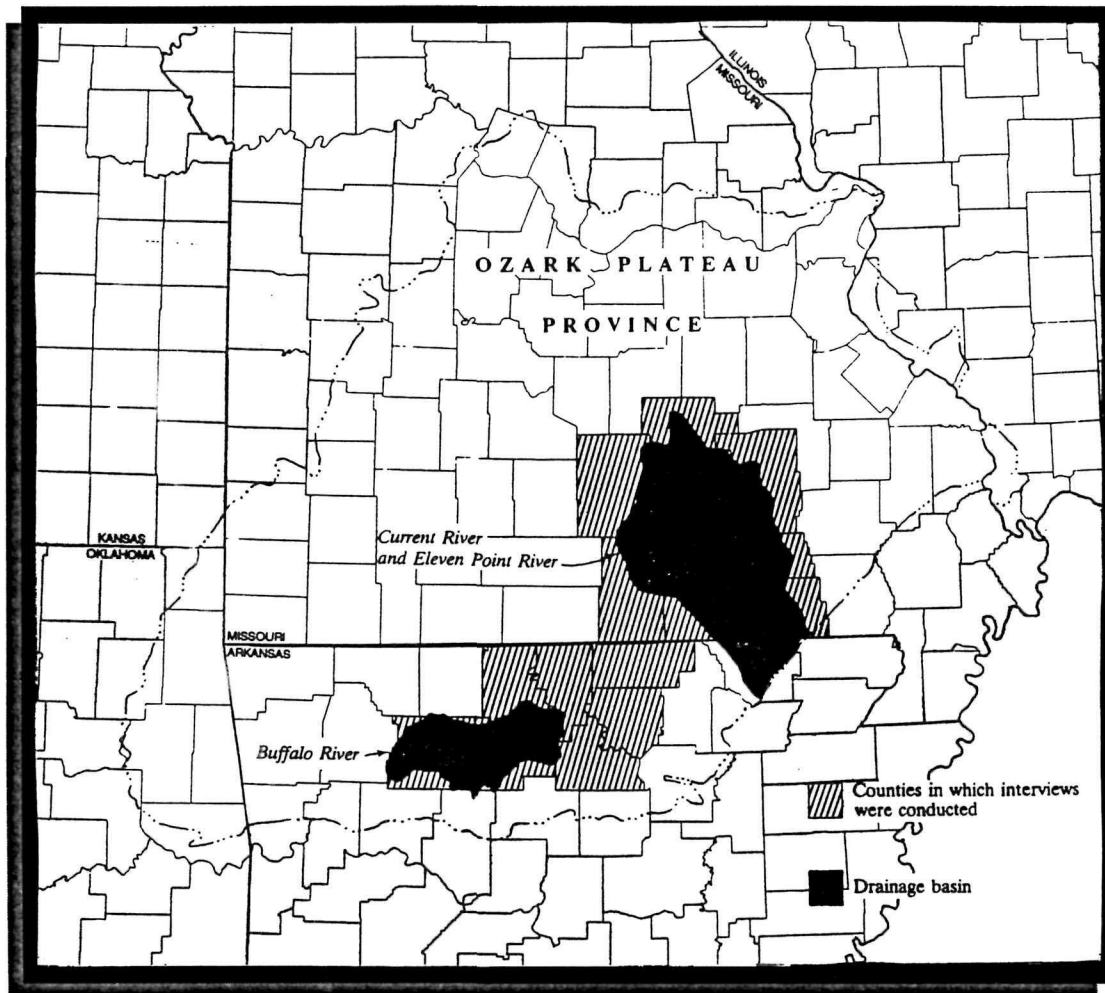 ILLINOIS
MISSOURI
OZARK PLATEAU
PROVINCE
KANSAS
OKLAHOMA
Current River
and Eleven Point River
MISSOURI
ARKANSAS
Buffalo River
Counties in which interviews
were conducted
Drainage basin